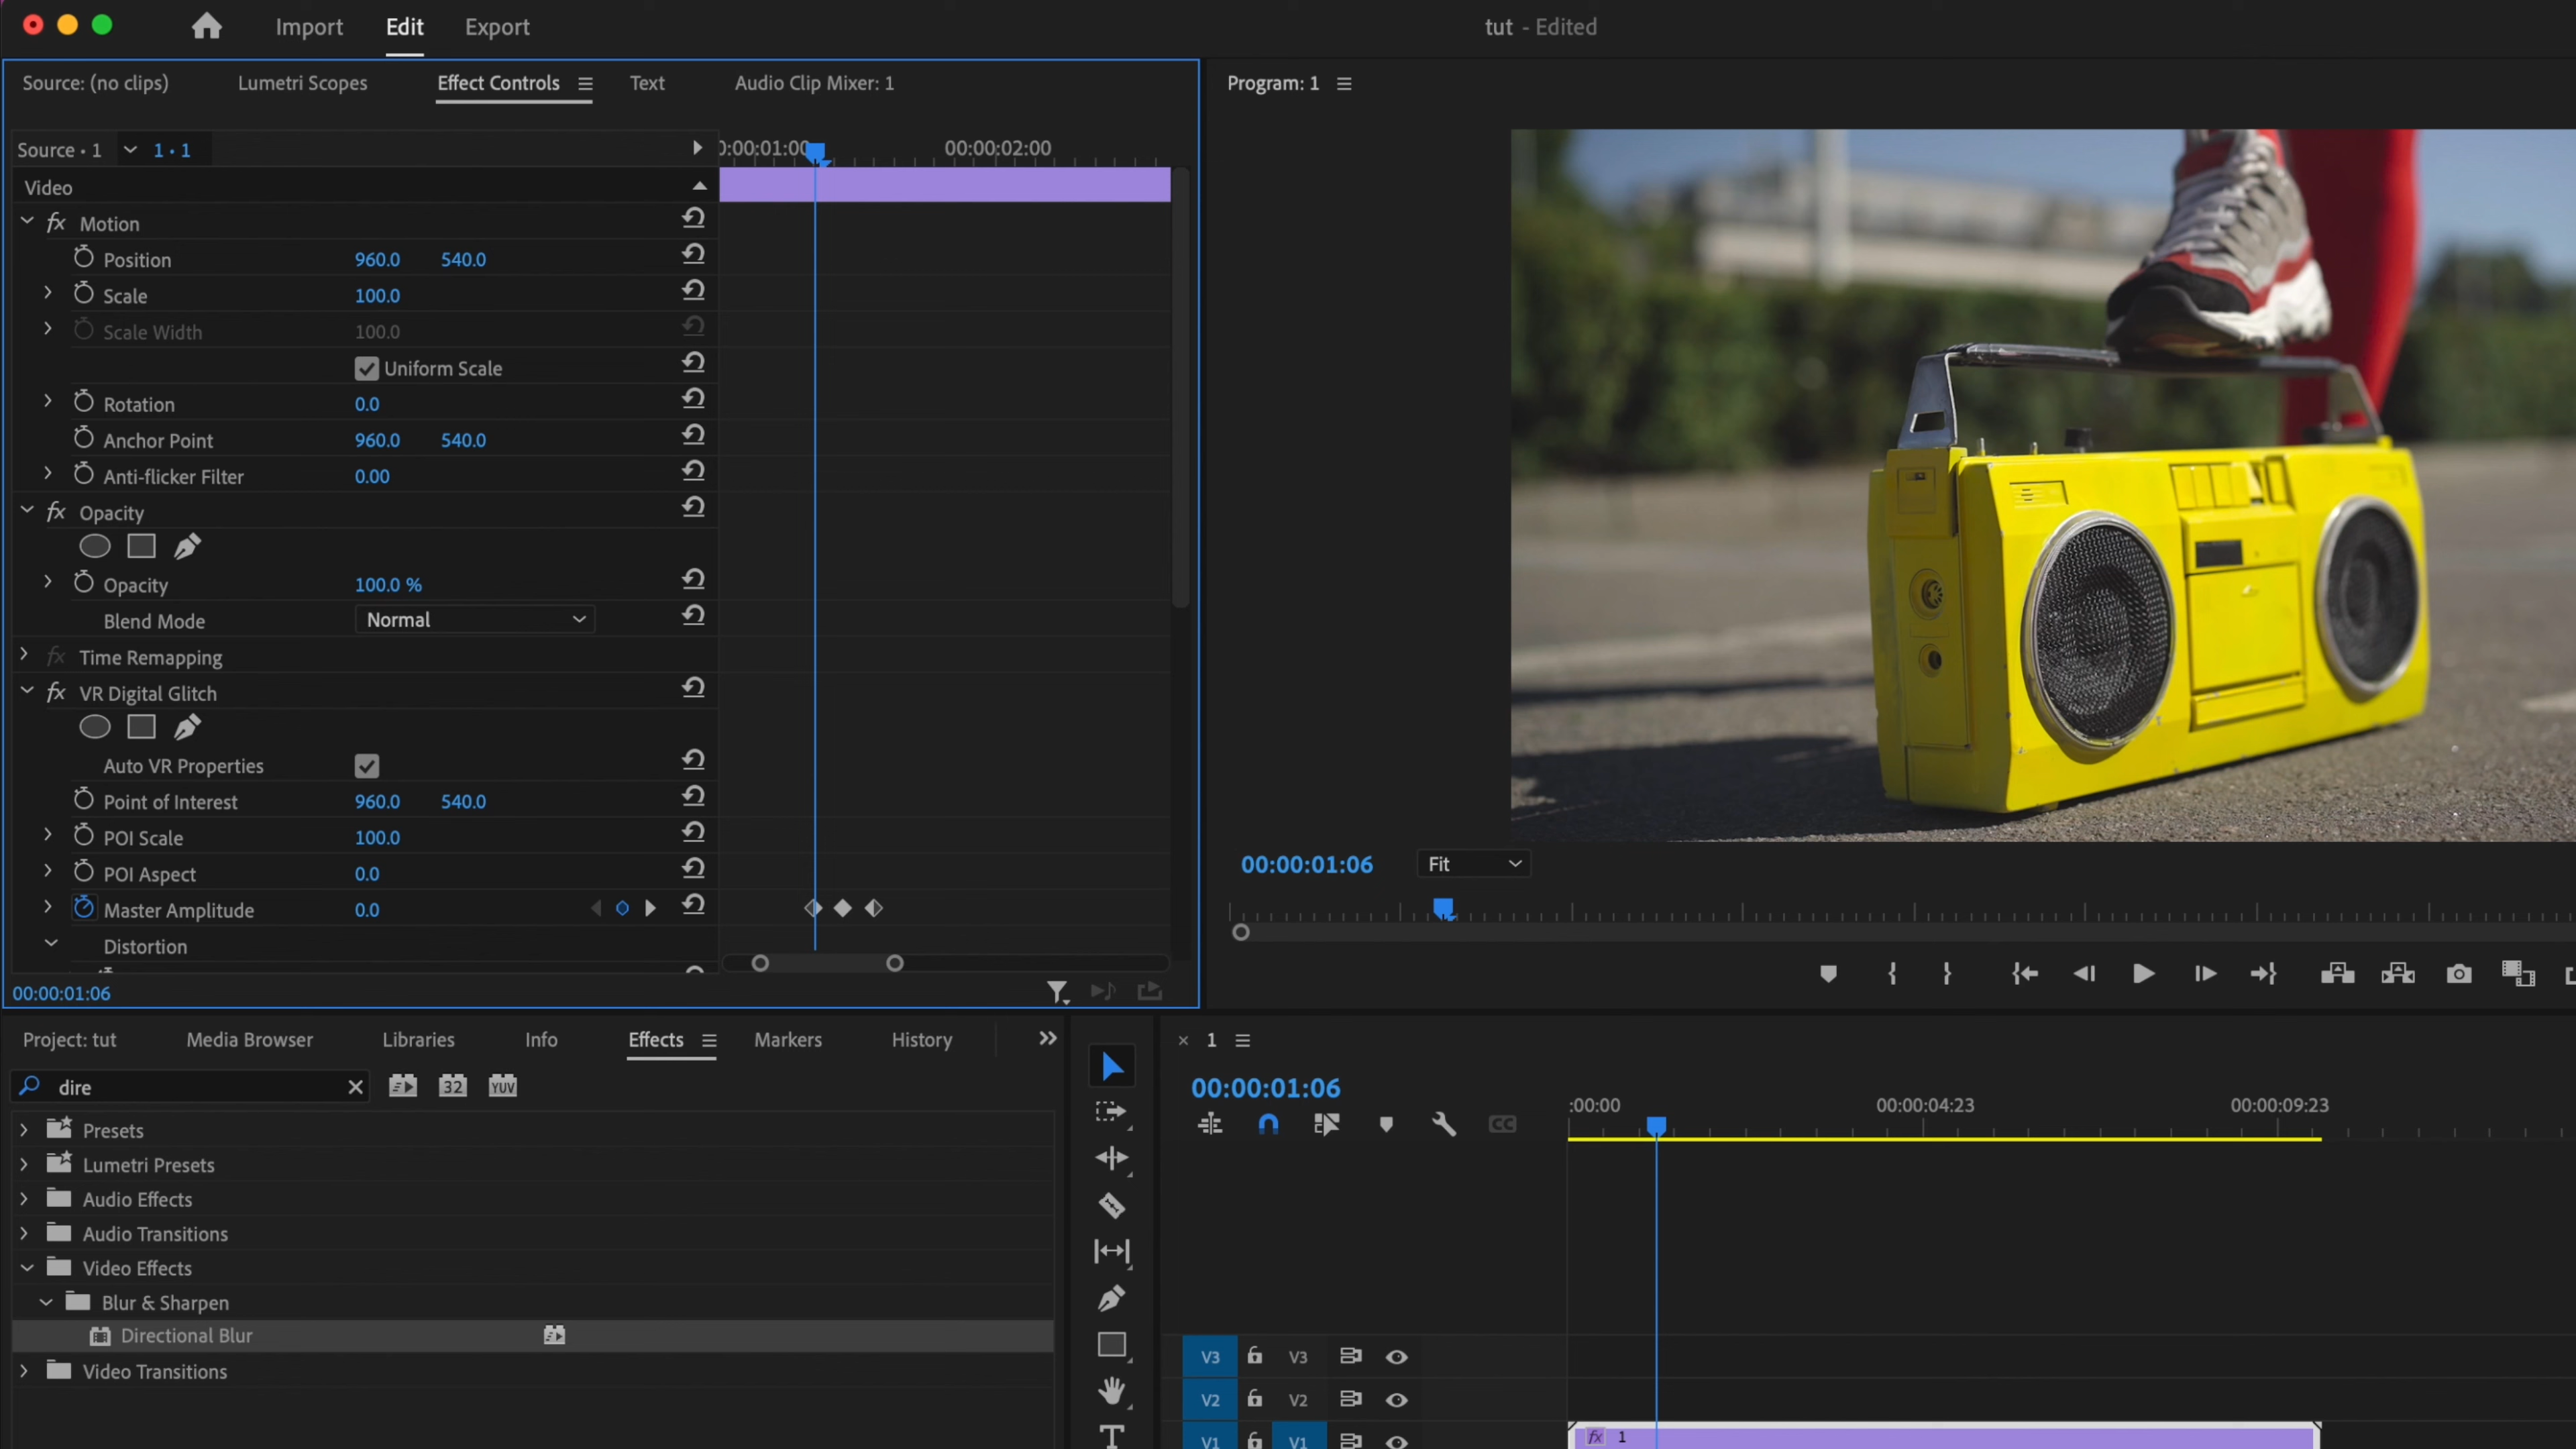 Import Edit Export
tut - Edited
Source: (no clips) Lumetri Scopes Effect Controls Text Audio Clip Mixer: 1
Program: 1
Source • 1 1 • 1
:00:01:00 00:00:02:00
Video
fx Motion
Position 960.0 540.0
Scale 100.0
Scale Width 100.0
Uniform Scale
Rotation 0.0
Anchor Point 960.0 540.0
Anti-flicker Filter 0.00
fx Opacity
Opacity 100.0 %
Blend Mode Normal
fx Time Remapping
fx VR Digital Glitch
Auto VR Properties
Point of Interest 960.0 540.0
POI Scale 100.0
POI Aspect 0.0
Master Amplitude 0.0
Distortion
00:00:01:06
00:00:01:06 Fit
Project: tut Media Browser Libraries Info Effects Markers History
dire 32 YUV
Presets
Lumetri Presets
Audio Effects
Audio Transitions
Video Effects
Blur & Sharpen
Directional Blur
Video Transitions
T
× 1
00:00:01:06
CC
:00:00 00:00:04:23 00:00:09:23
V3 V3
V2 V2
V1 V1
fx 1